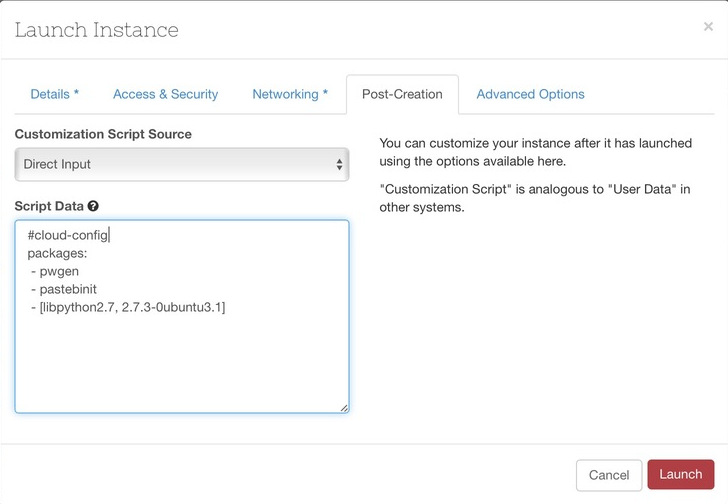 Launch Instance
×
Details *
Access & Security
Networking *
Post-Creation
Advanced Options
Customization Script Source
Direct Input
Script Data ?
#cloud-config
packages:
- pwgen
- pastebinit
- [libpython2.7, 2.7.3-0ubuntu3.1]
You can customize your instance after it has launched
using the options available here.
"Customization Script" is analogous to "User Data" in
other systems.
Cancel
Launch